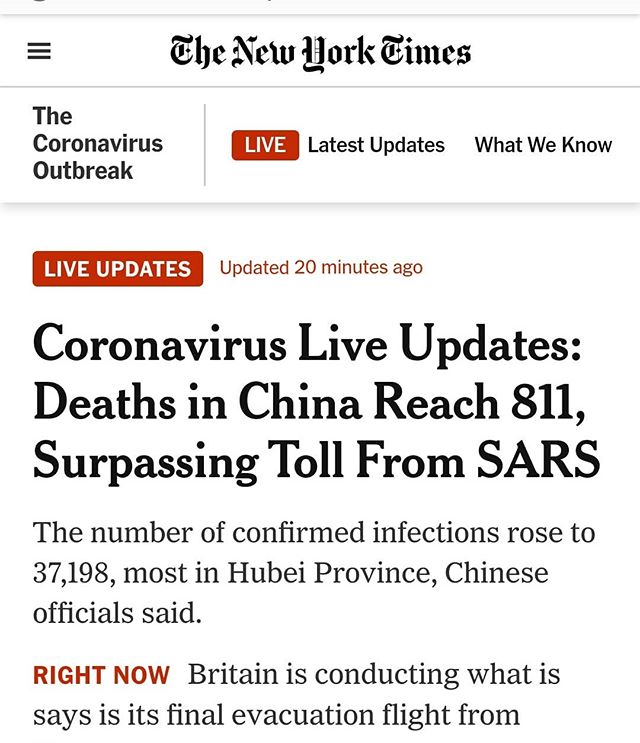 The New York Times
The
Coronavirus
Outbreak
LIVE Latest Updates What We Know
LIVE UPDATES Updated 20 minutes ago
Coronavirus Live Updates:
Deaths in China Reach 811,
Surpassing Toll From SARS
The number of confirmed infections rose to
37,198, most in Hubei Province, Chinese
officials said.
RIGHT NOW Britain is conducting what is
says is its final evacuation flight from